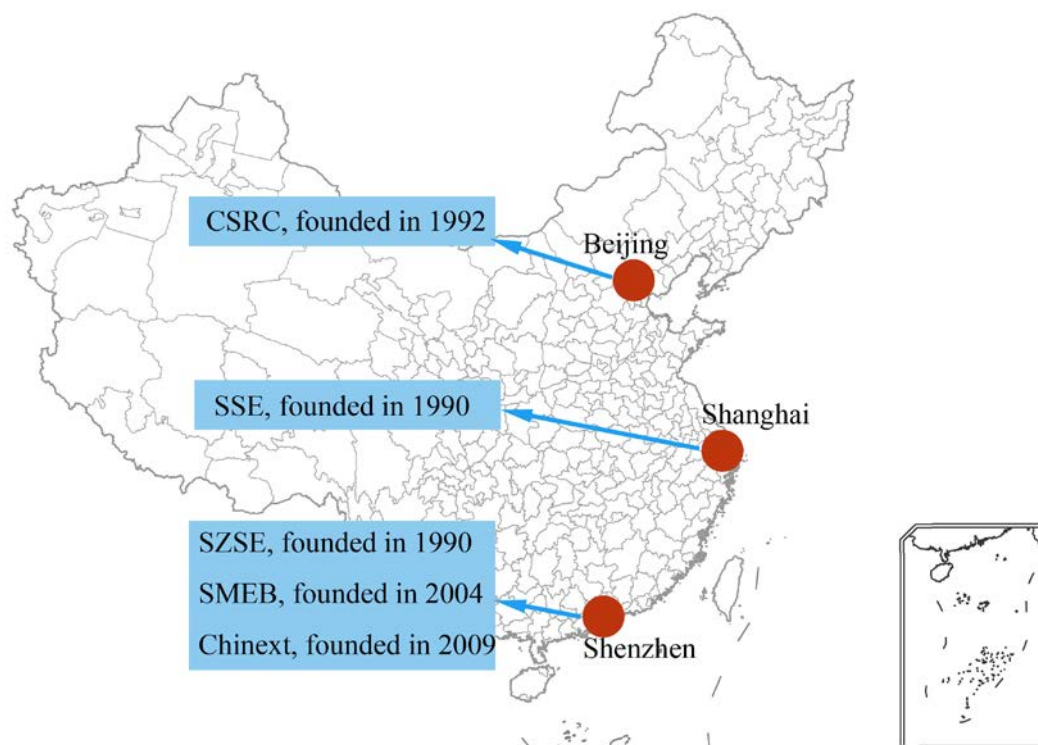 CSRC, founded in 1992
Beijing
SSE, founded in 1990
Shanghai
SZSE, founded in 1990
SMEB, founded in 2004
Chinext, founded in 2009
Shenzhen